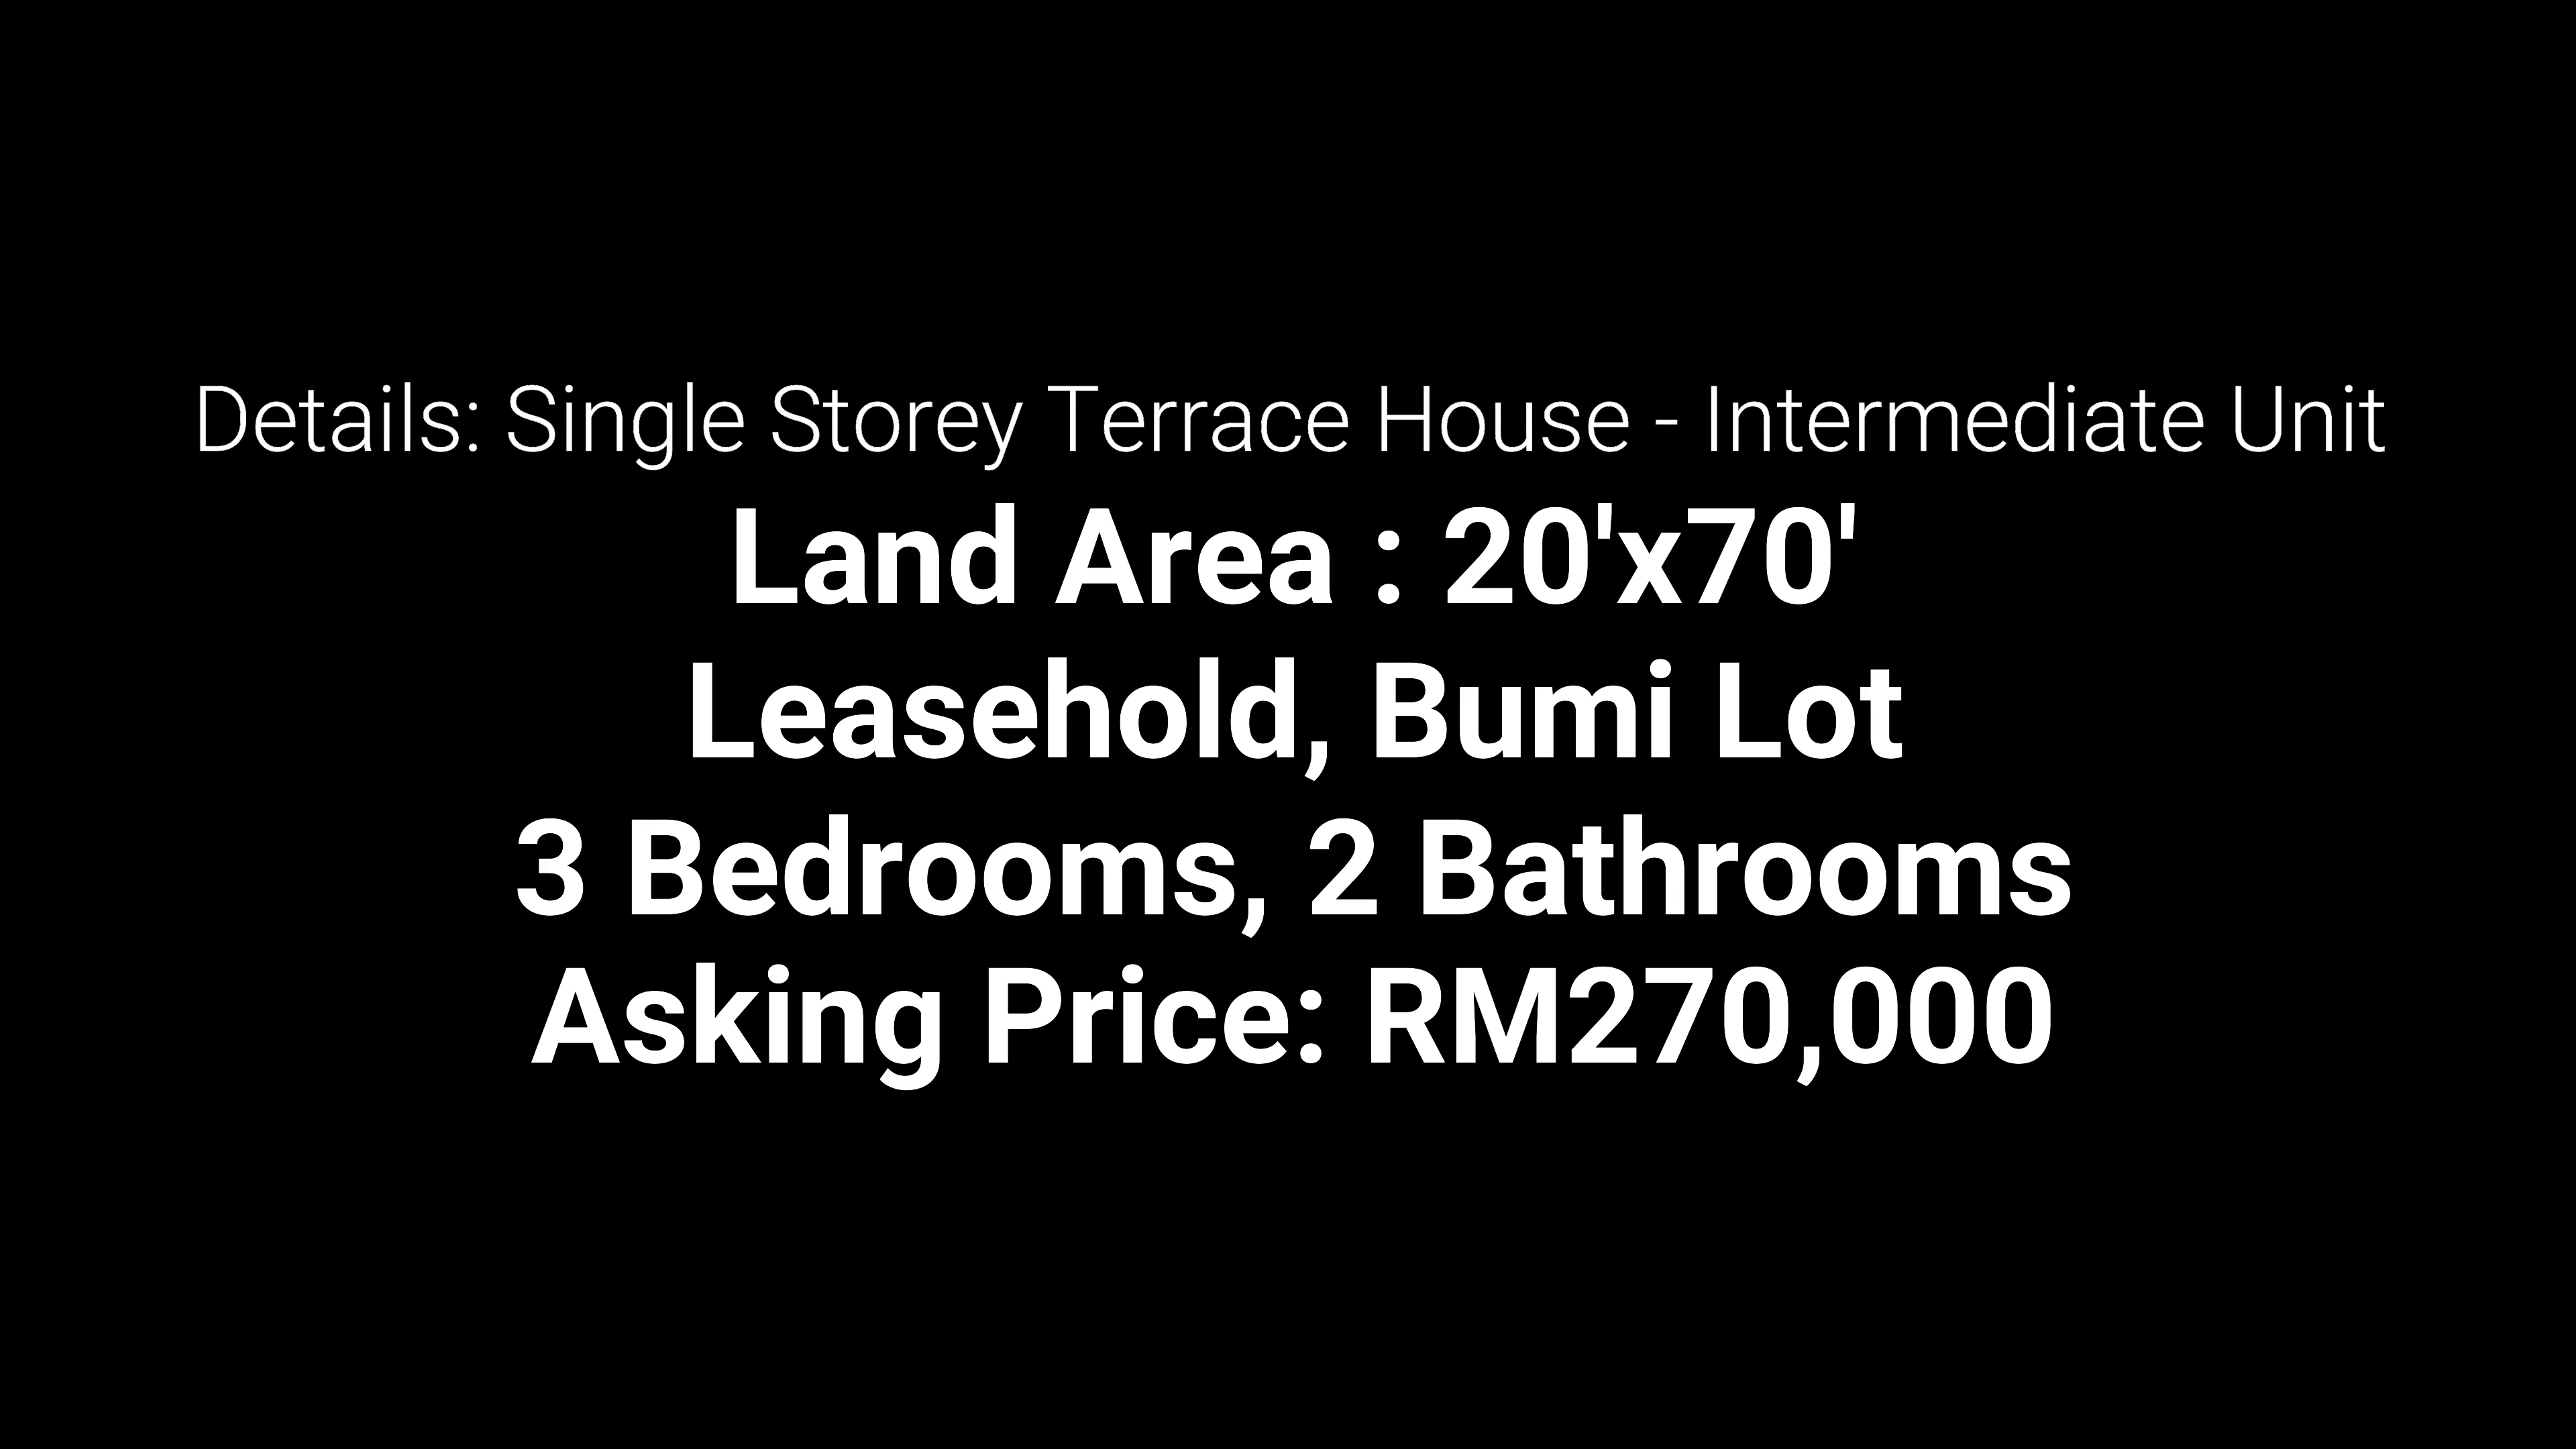 Details: Single Storey Terrace House - Intermediate Unit
Land Area : 20'x70'
Leasehold, Bumi Lot
3 Bedrooms, 2 Bathrooms
Asking Price: RM270,000